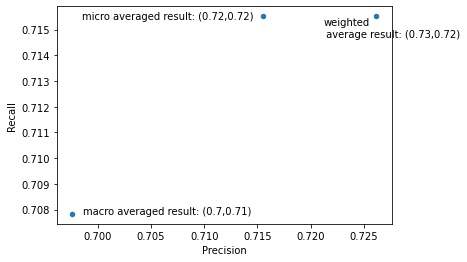 0.715
0.714
0.713
0.712
0.711
0.710
0.709
0.708
Recall
micro averaged result: (0.72,0.72)
weighted
average result: (0.73,0.72)
macro averaged result: (0.7,0.71)
0.700 0.705 0.710 0.715 0.720 0.725
Precision